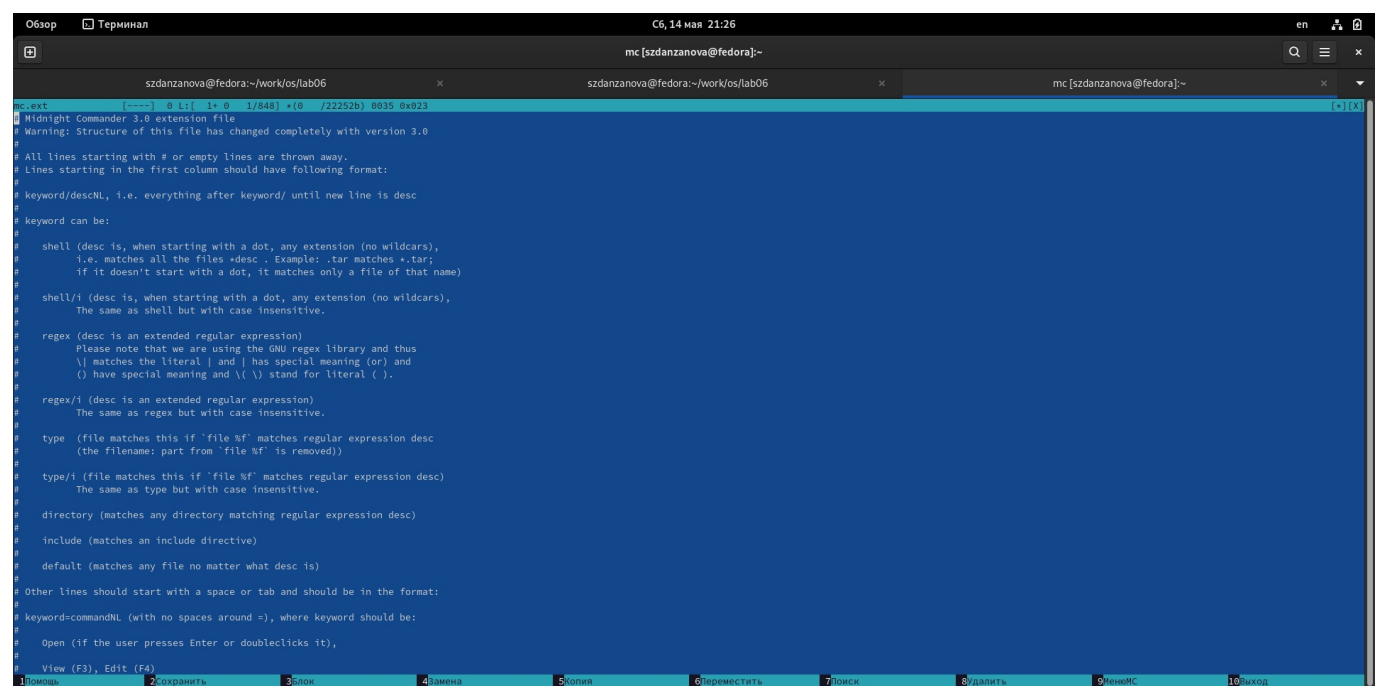 Обзор Терминал Сб, 14 мая 21:26 en
mc [szdanzanova@fedora]:~
szdanzanova@fedora:~/work/os/lab06 × szdanzanova@fedora:~/work/os/lab06 × mc [szdanzanova@fedora]:~ ×
mc.ext [----] 0 L:[ 1+ 0 1/848] *(0 /22252b) 0035 0x023 [*][X]
# Midnight Commander 3.0 extension file
# Warning: Structure of this file has changed completely with version 3.0
#
# All lines starting with # or empty lines are thrown away.
# Lines starting in the first column should have following format:
#
# keyword/descNL, i.e. everything after keyword/ until new line is desc
#
# keyword can be:
#
# shell (desc is, when starting with a dot, any extension (no wildcars),
# i.e. matches all the files *desc . Example: .tar matches *.tar;
# if it doesn't start with a dot, it matches only a file of that name)
#
# shell/i (desc is, when starting with a dot, any extension (no wildcars),
# The same as shell but with case insensitive.
#
# regex (desc is an extended regular expression)
# Please note that we are using the GNU regex library and thus
# \| matches the literal | and | has special meaning (or) and
# () have special meaning and \( \) stand for literal ( ).
#
# regex/i (desc is an extended regular expression)
# The same as regex but with case insensitive.
#
# type (file matches this if `file %f` matches regular expression desc
# (the filename: part from `file %f` is removed))
#
# type/i (file matches this if `file %f` matches regular expression desc)
# The same as type but with case insensitive.
#
# directory (matches any directory matching regular expression desc)
#
# include (matches an include directive)
#
# default (matches any file no matter what desc is)
#
# Other lines should start with a space or tab and should be in the format:
#
# keyword=commandNL (with no spaces around =), where keyword should be:
#
# Open (if the user presses Enter or doubleclicks it),
#
# View (F3), Edit (F4)
1Помощь 2Сохранить 3Блок 4Замена 5Копия 6Переместить 7Поиск 8Удалить 9МенюMC 10Выход